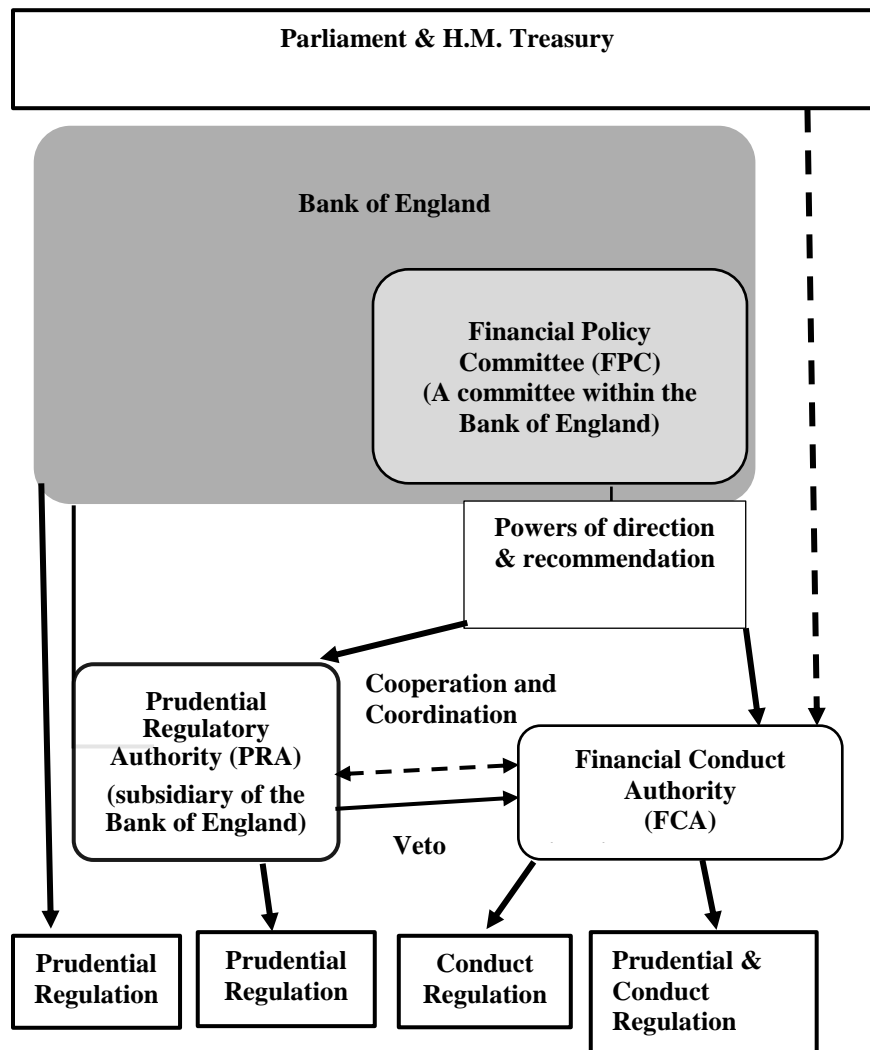 Parliament & H.M. Treasury
Bank of England
Financial Policy
Committee (FPC)
(A committee within the
Bank of England)
Powers of direction
& recommendation
Cooperation and
Coordination
Prudential
Regulatory
Authority (PRA)
(subsidiary of the
Bank of England)
Financial Conduct
Authority
(FCA)
Veto
Prudential
Regulation
Prudential
Regulation
Conduct
Regulation
Prudential &
Conduct
Regulation